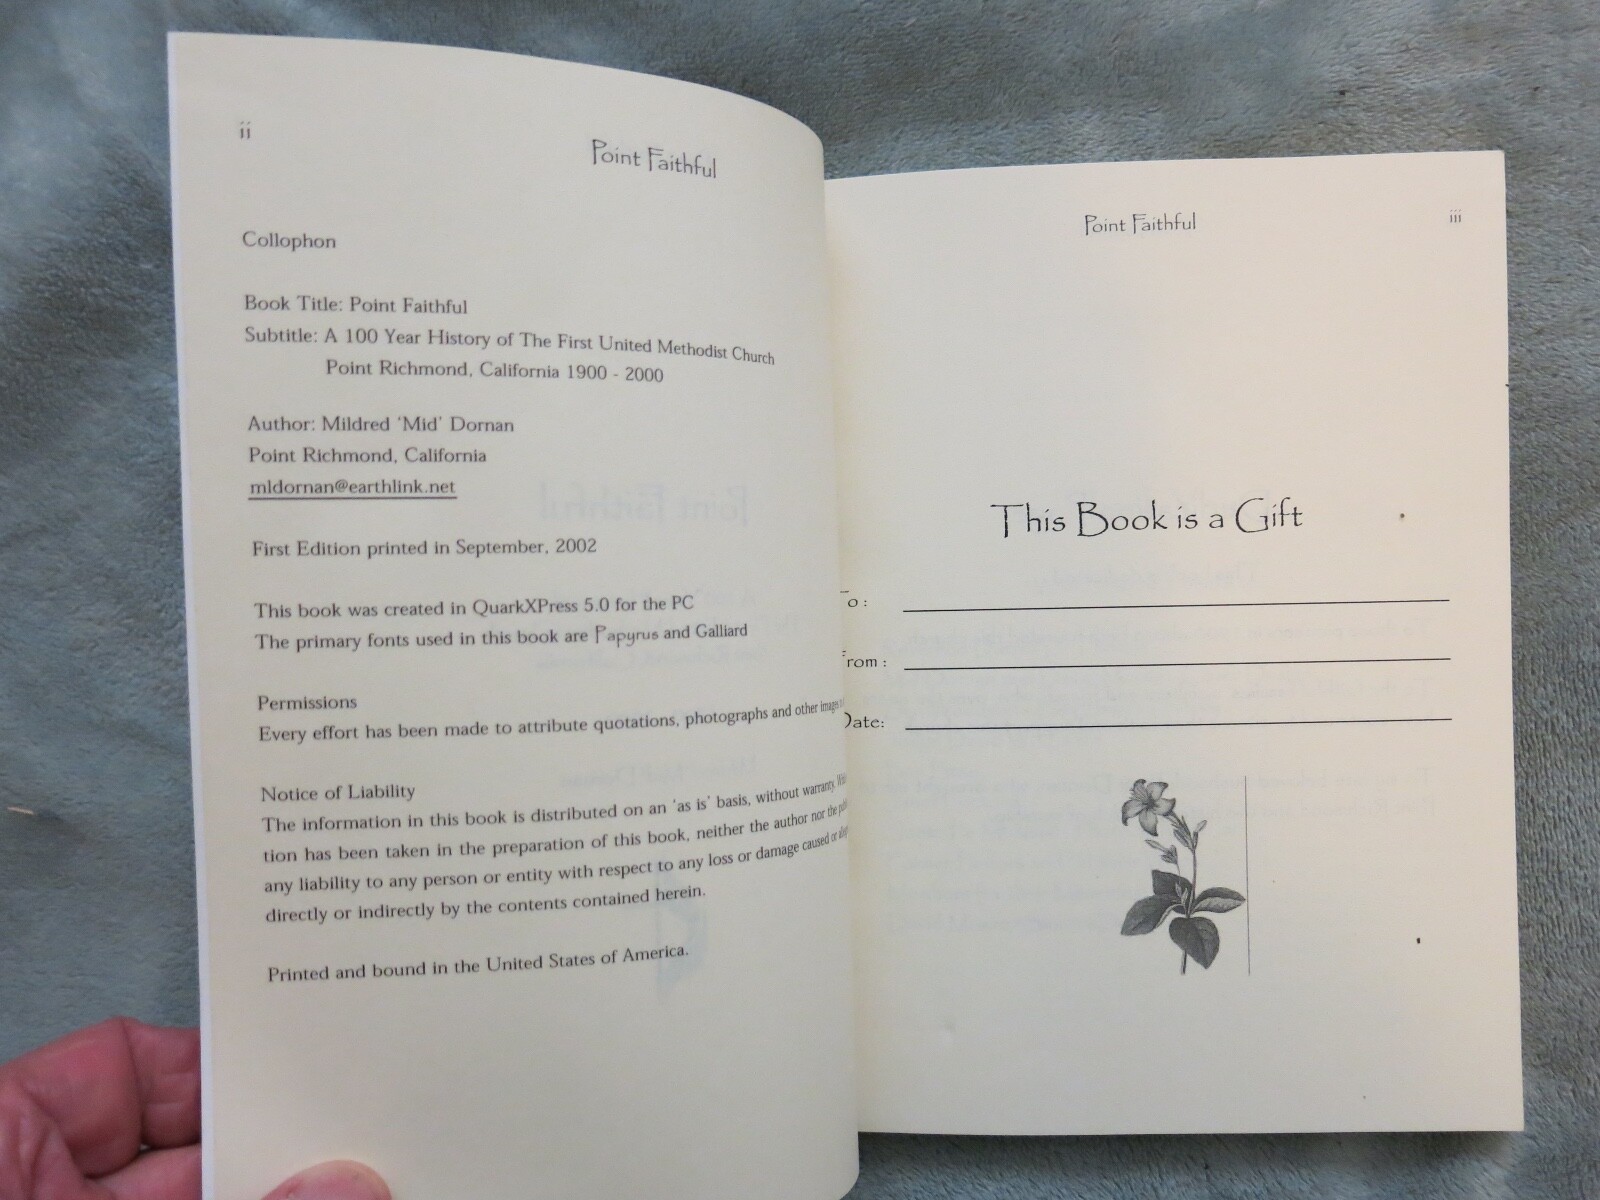 ii
Point Faithful
Collophon
Book Title: Point Faithful
Subtitle: A 100 Year History of The First United Methodist Church
Point Richmond, California 1900 - 2000
Author: Mildred ‘Mid’ Dornan
Point Richmond, California
mldornan@earthlink.net
First Edition printed in September, 2002
This book was created in QuarkXPress 5.0 for the PC
The primary fonts used in this book are Papyrus and Galliard
Permissions
Every effort has been made to attribute quotations, photographs and other images
Notice of Liability
The information in this book is distributed on an ‘as is’ basis, without warranty.
tion has been taken in the preparation of this book, neither the author nor the
any liability to any person or entity with respect to any loss or damage caused or
directly or indirectly by the contents contained herein.
Printed and bound in the United States of America.
Point Faithful
iii
This Book is a Gift
To:
From:
Date: